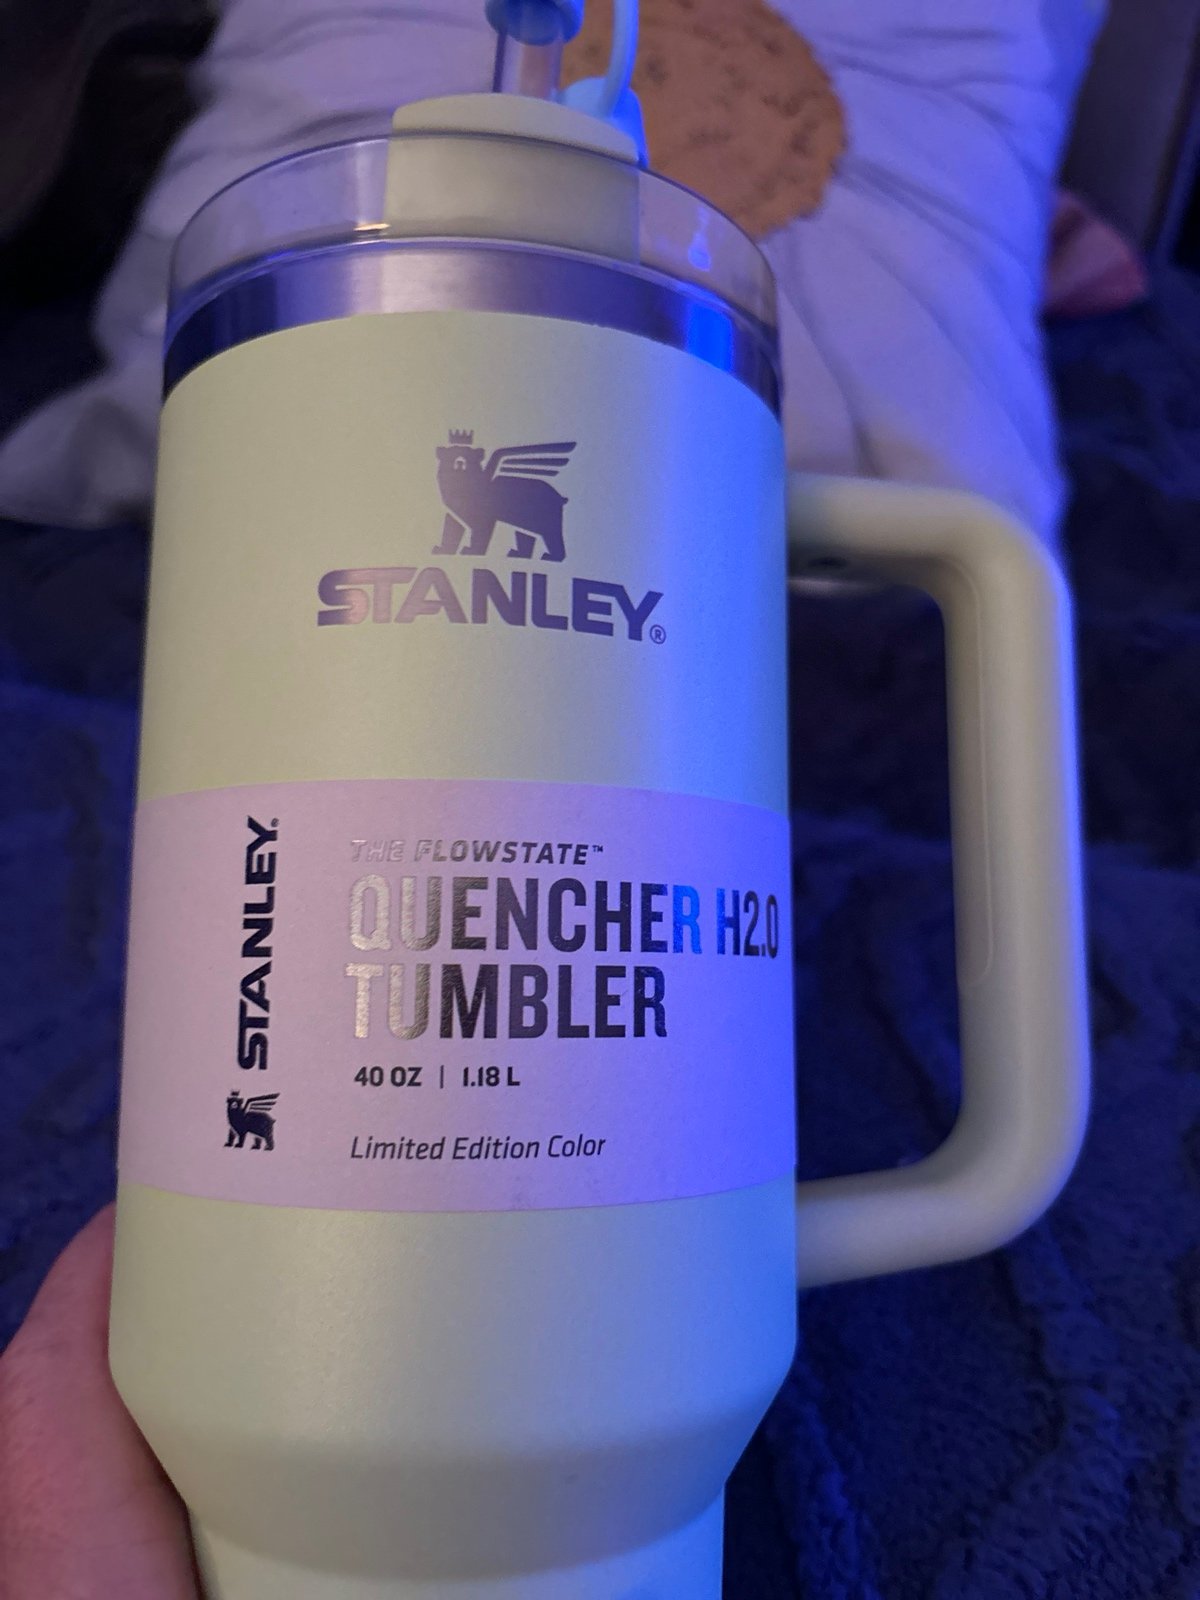 STANLEY®
STANLEY®
THE FLOWSTATE™
QUENCHER H2.0
TUMBLER
40 OZ | 1.18 L
Limited Edition Color